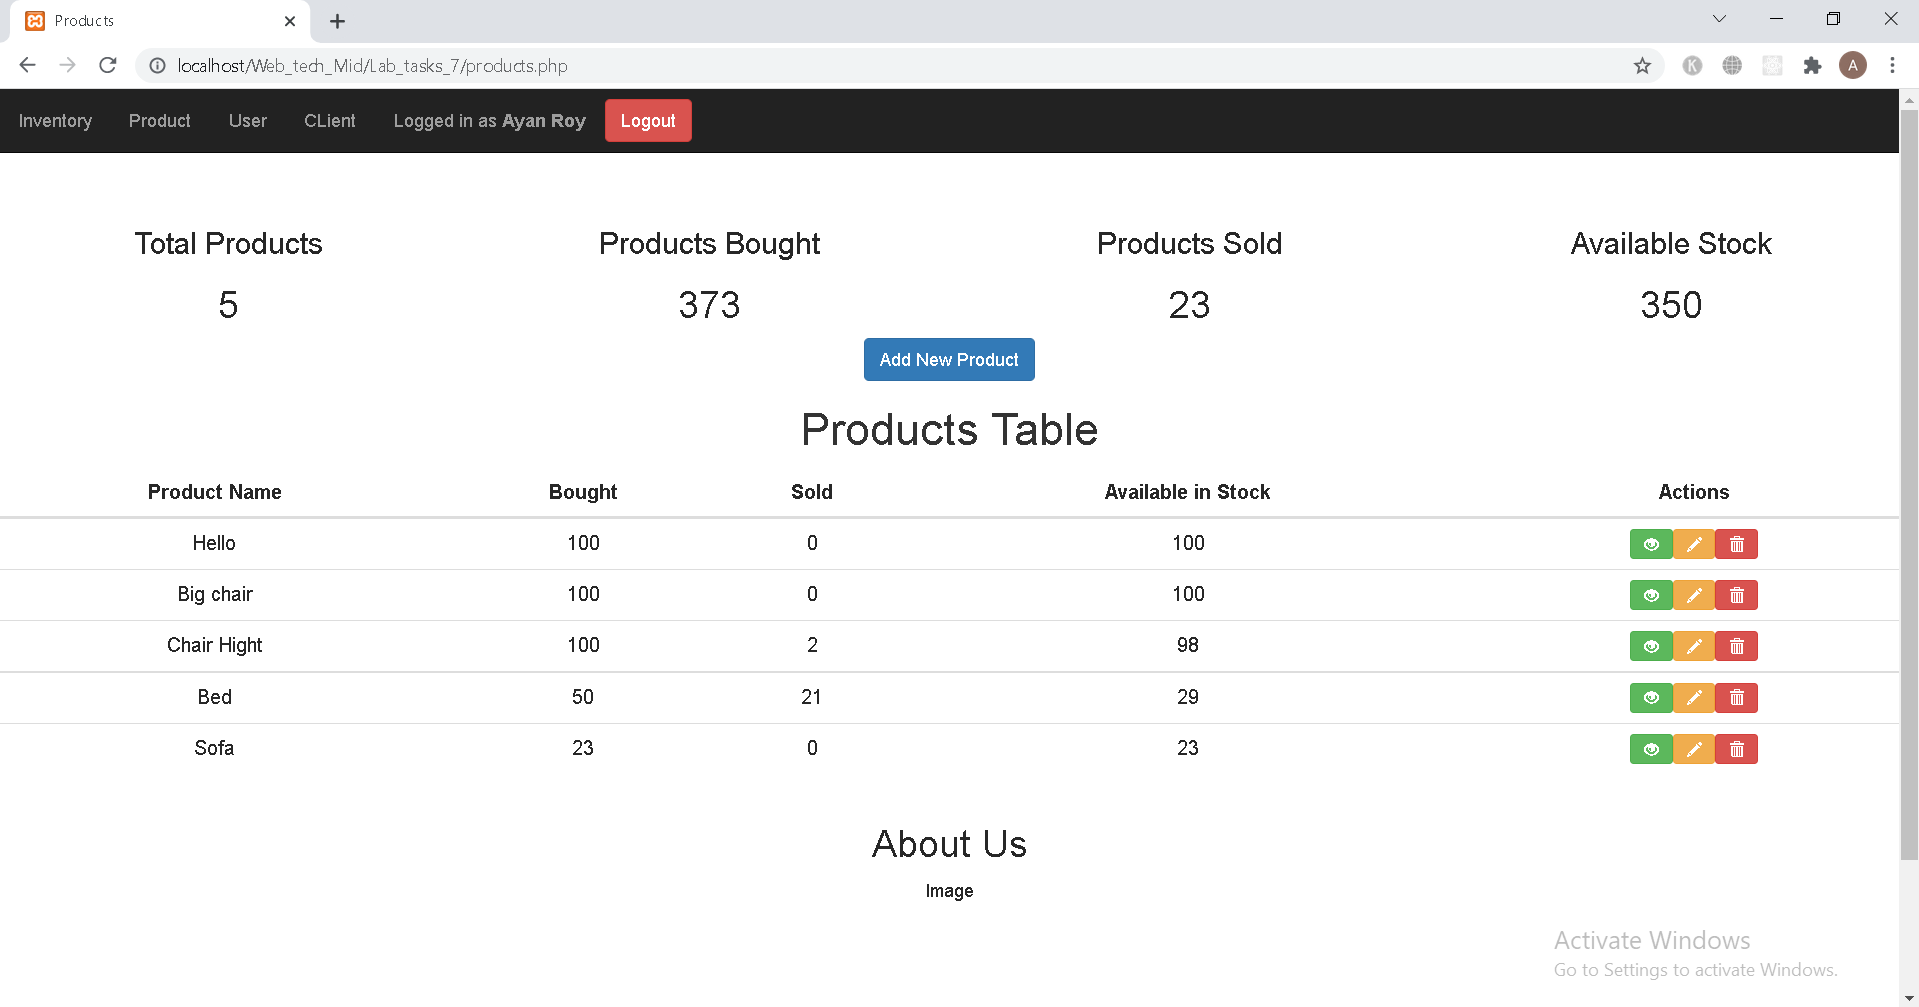 Products
localhost/Web_tech_Mid/Lab_tasks_7/products.php
K
A
Inventory Product User CLient Logged in as Ayan Roy Logout
Total Products Products Bought Products Sold Available Stock
5 373 23 350
Add New Product
Products Table
Product Name Bought Sold Available in Stock Actions
Hello 100 0 100
Big chair 100 0 100
Chair Hight 100 2 98
Bed 50 21 29
Sofa 23 0 23
About Us
Image
Activate Windows
Go to Settings to activate Windows.